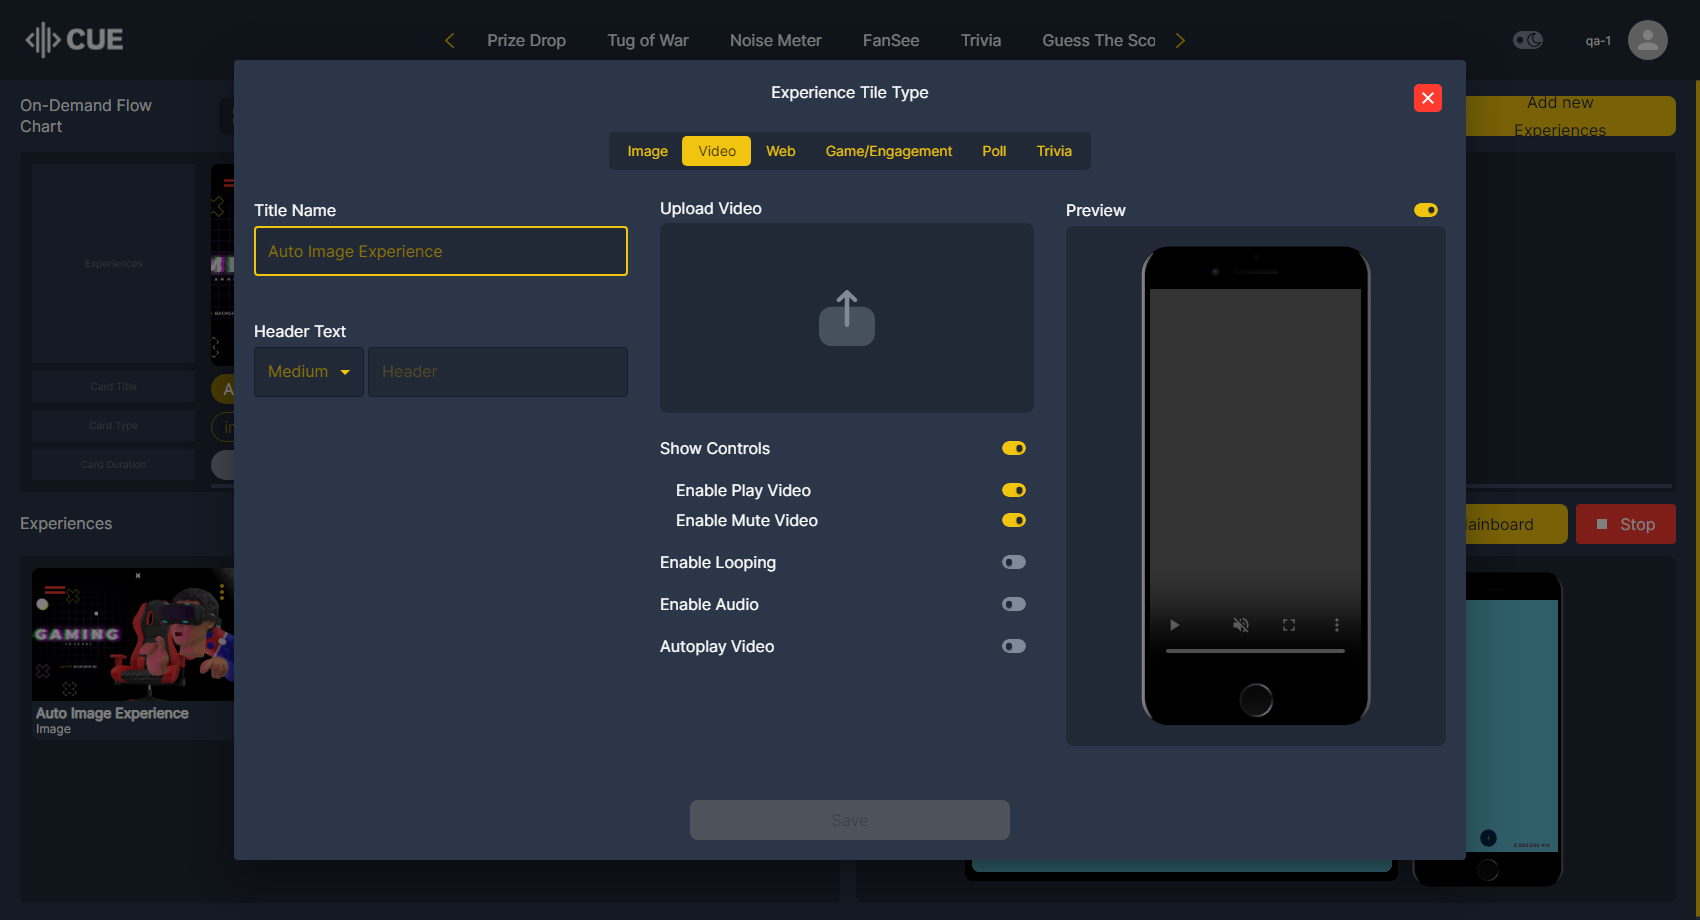 CUE
Prize Drop
Tug of War
Noise Meter
FanSee
Trivia
Guess The Sco
qa-1
On-Demand Flow
Chart
Add new
Experiences
Experience Tile Type
Image
Video
Web
Game/Engagement
Poll
Trivia
Title Name
Auto Image Experience
Header Text
Medium
Header
Upload Video
Show Controls
Enable Play Video
Enable Mute Video
Enable Looping
Enable Audio
Autoplay Video
Preview
Save
Experiences
Card Title
A
Card Type
in
Card Duration
Experiences
ainboard
Stop
GAMING
Auto Image Experience
Image